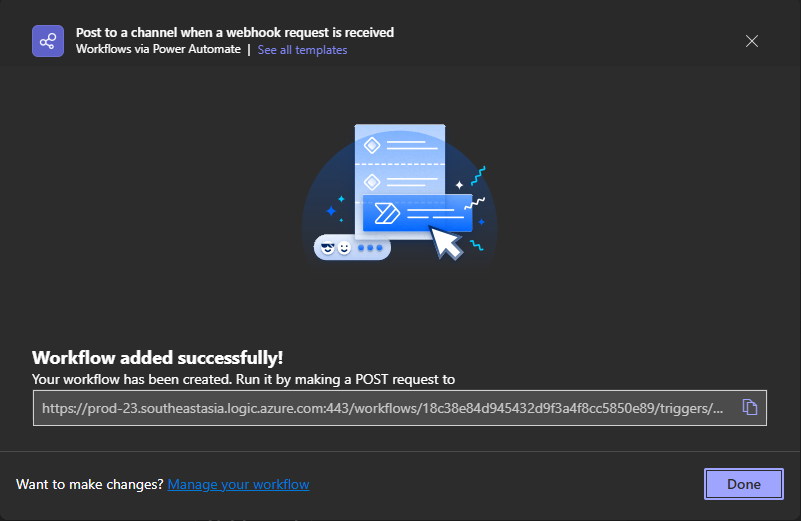 Post to a channel when a webhook request is received
Workflows via Power Automate | See all templates
Workflow added successfully!
Your workflow has been created. Run it by making a POST request to
https://prod-23.southeastasia.logic.azure.com:443/workflows/18c38e84d945432d9f3a4f8cc5850e89/triggers/...
Want to make changes? Manage your workflow
Done